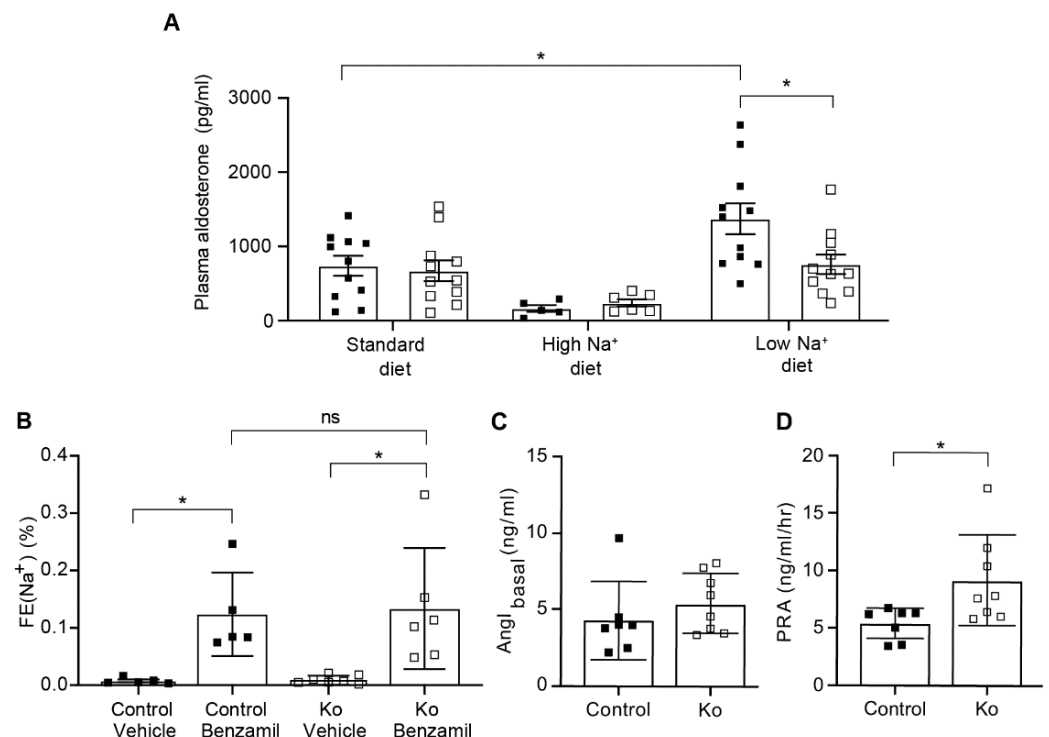 A
*
*
Plasma aldosterone (pg/ml)
3000
2000
1000
0
Standard diet
High Na⁺ diet
Low Na⁺ diet
B
ns
*
*
FE(Na⁺) (%)
0.4
0.3
0.2
0.1
0.0
Control Vehicle
Control Benzamil
Ko Vehicle
Ko Benzamil
C
AngI basal (ng/ml)
15
10
5
0
Control
Ko
D
*
PRA (ng/ml/hr)
20
15
10
5
0
Control
Ko